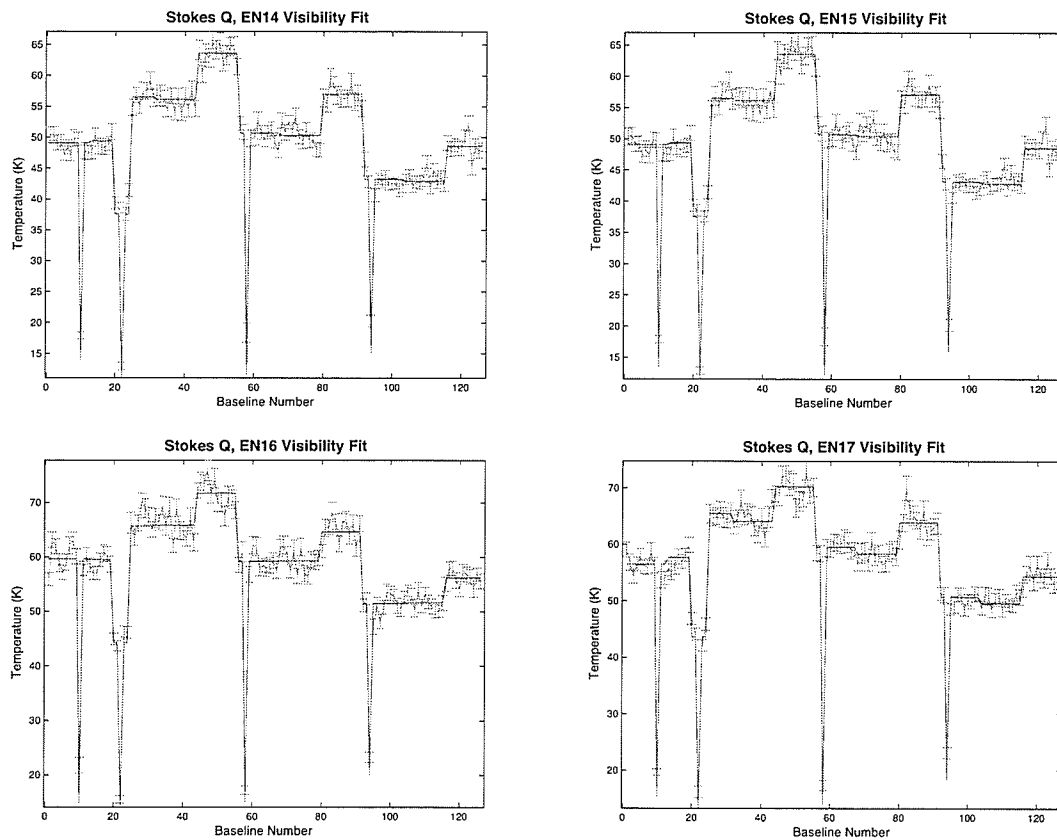 Stokes Q, EN14 Visibility Fit
65
60
55
50
45
40
35
30
25
20
15
Temperature (K)
0 20 40 60 80 100 120
Baseline Number
Stokes Q, EN15 Visibility Fit
65
60
55
50
45
40
35
30
25
20
15
Temperature (K)
0 20 40 60 80 100 120
Baseline Number
Stokes Q, EN16 Visibility Fit
70
60
50
40
30
20
Temperature (K)
0 20 40 60 80 100 120
Baseline Number
Stokes Q, EN17 Visibility Fit
70
60
50
40
30
20
Temperature (K)
0 20 40 60 80 100 120
Baseline Number